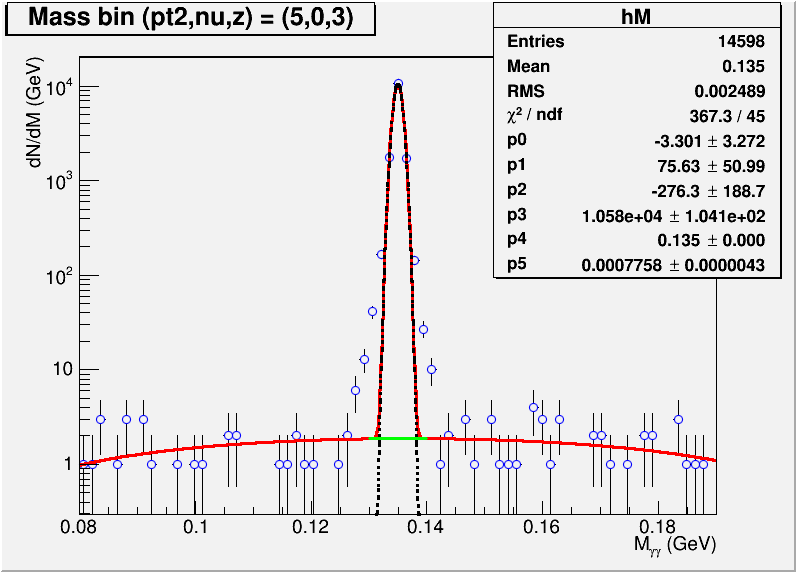 Mass bin (pt2,nu,z) = (5,0,3)
hM
Entries 14598
Mean 0.135
RMS 0.002489
χ² / ndf 367.3 / 45
p0 -3.301 ± 3.272
p1 75.63 ± 50.99
p2 -276.3 ± 188.7
p3 1.058e+04 ± 1.041e+02
p4 0.135 ± 0.000
p5 0.0007758 ± 0.0000043
dN/dM (GeV)
10⁴
10³
10²
10
1
0.08 0.1 0.12 0.14 0.16 0.18
Mγγ (GeV)